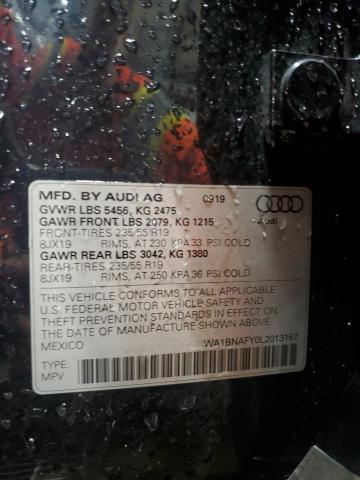 MFD. BY AUDI AG 0919
GVWR LBS 5456, KG 2475
GAWR FRONT LBS 2079, KG 1215
FRONT-TIRES 235/55 R19
8JX19 RIMS, AT 230 KPA 33 PSI COLD
GAWR REAR LBS 3042, KG 1380
REAR-TIRES 235/55 R19
8JX19 RIMS, AT 250 KPA 36 PSI COLD
Audi
THIS VEHICLE CONFORMS TO ALL APPLICABLE
U.S. FEDERAL MOTOR VEHICLE SAFETY AND
THEFT PREVENTION STANDARDS IN EFFECT ON
THE DATE OF MANUFACTURE SHOWN ABOVE.
MEXICO
WA1BNAFY0L2013167
TYPE:
MPV